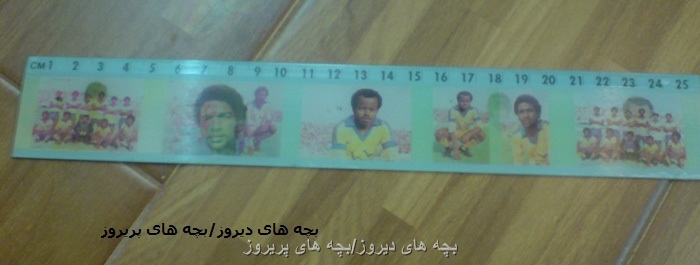 CM 1 2 3 4 5 6 7 8 9 10 11 12 13 14 15 16 17 18 19 20 21 22 23 24 25
بچه های دیروز/بچه های پریروز
بچه های دیروز/بچه های پریروز